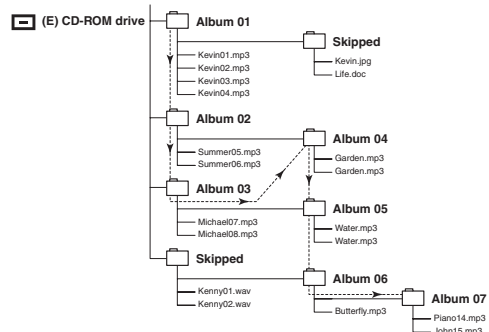 (E) CD-ROM drive
Album 01
Kevin01.mp3
Kevin02.mp3
Kevin03.mp3
Kevin04.mp3
Skipped
Kevin.jpg
Life.doc
Album 02
Summer05.mp3
Summer06.mp3
Album 04
Garden.mp3
Garden.mp3
Album 03
Michael07.mp3
Michael08.mp3
Album 05
Water.mp3
Water.mp3
Skipped
Kenny01.wav
Kenny02.wav
Album 06
Butterfly.mp3
Album 07
Piano14.mp3
John15.mp3